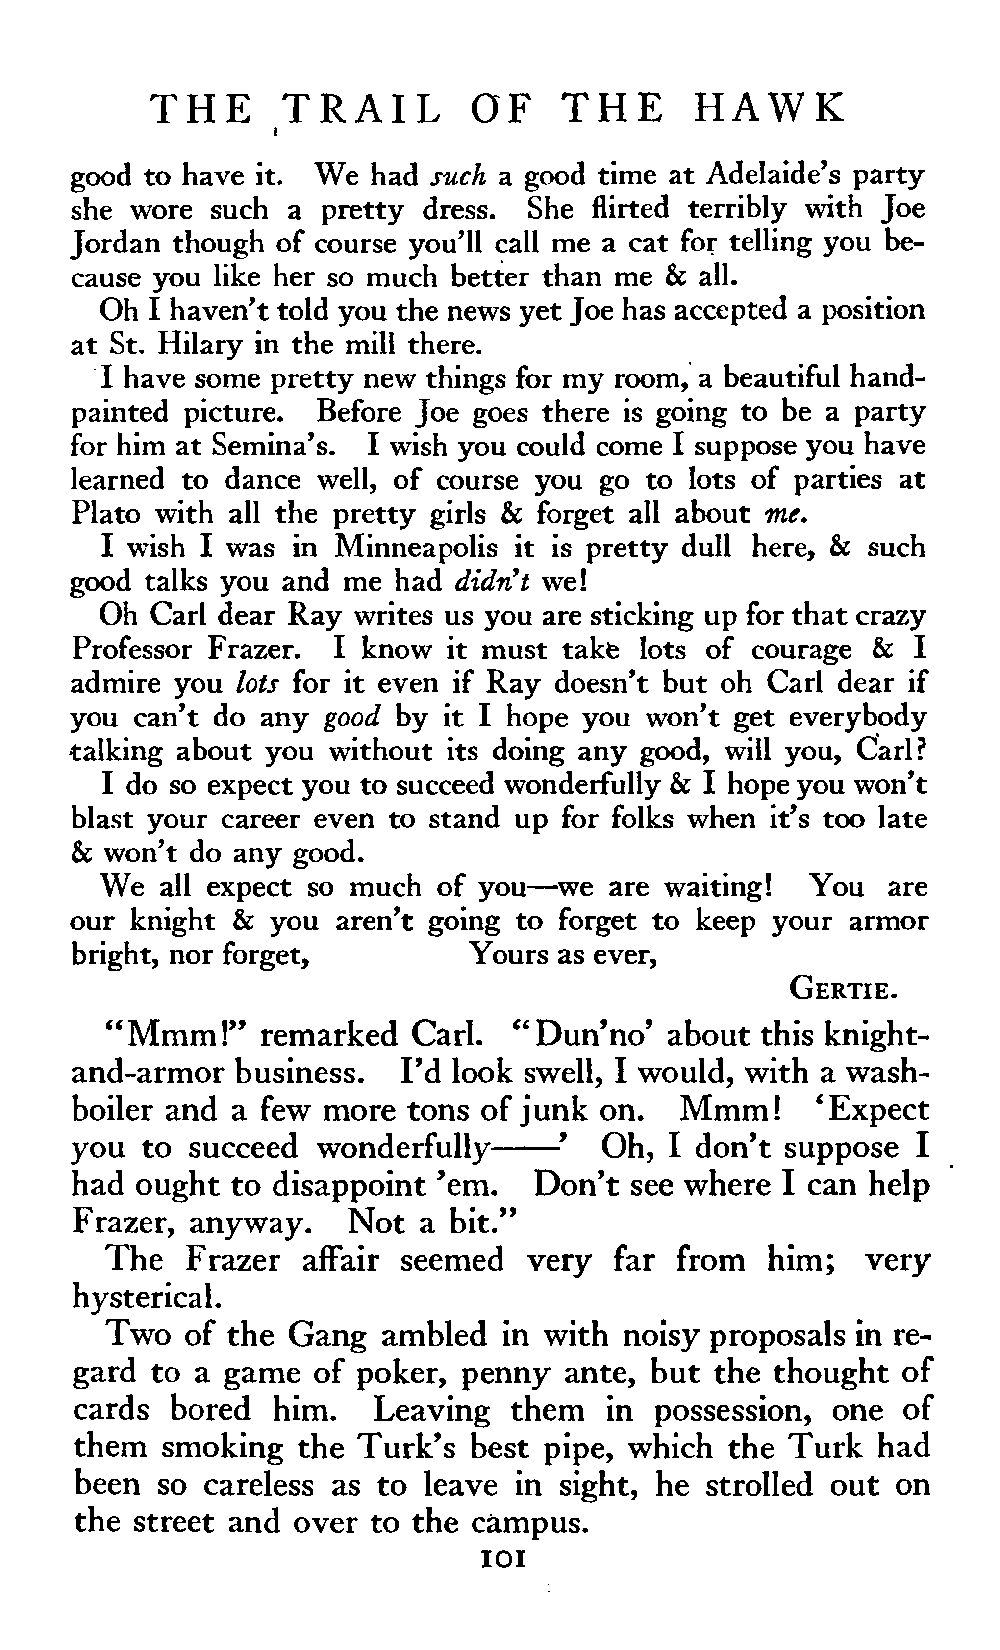 THE TRAIL OF THE HAWK
good to have it. We had such a good time at Adelaide's party
she wore such a pretty dress. She flirted terribly with Joe
Jordan though of course you'll call me a cat for telling you be-
cause you like her so much better than me & all.
Oh I haven't told you the news yet Joe has accepted a position
at St. Hilary in the mill there.
I have some pretty new things for my room, a beautiful hand-
painted picture. Before Joe goes there is going to be a party
for him at Semina's. I wish you could come I suppose you have
learned to dance well, of course you go to lots of parties at
Plato with all the pretty girls & forget all about me.
I wish I was in Minneapolis it is pretty dull here, & such
good talks you and me had didn't we!
Oh Carl dear Ray writes us you are sticking up for that crazy
Professor Frazer. I know it must take lots of courage & I
admire you lots for it even if Ray doesn't but oh Carl dear if
you can't do any good by it I hope you won't get everybody
talking about you without its doing any good, will you, Carl?
I do so expect you to succeed wonderfully & I hope you won't
blast your career even to stand up for folks when it's too late
& won't do any good.
We all expect so much of you—we are waiting! You are
our knight & you aren't going to forget to keep your armor
bright, nor forget, Yours as ever,
GERTIE.
"Mmm!" remarked Carl. "Dun'no' about this knight-
and-armor business. I'd look swell, I would, with a wash-
boiler and a few more tons of junk on. Mmm! 'Expect
you to succeed wonderfully——' Oh, I don't suppose I
had ought to disappoint 'em. Don't see where I can help
Frazer, anyway. Not a bit."
The Frazer affair seemed very far from him; very
hysterical.
Two of the Gang ambled in with noisy proposals in re-
gard to a game of poker, penny ante, but the thought of
cards bored him. Leaving them in possession, one of
them smoking the Turk's best pipe, which the Turk had
been so careless as to leave in sight, he strolled out on
the street and over to the campus.
101